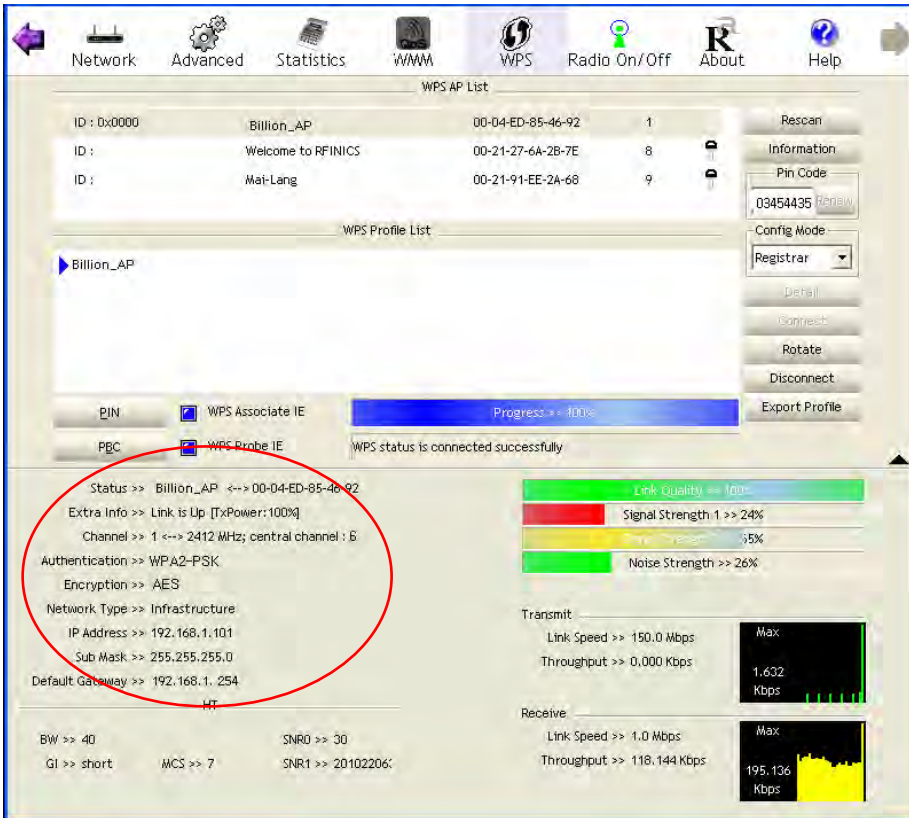 Network Advanced Statistics WMM WPS Radio On/Off About Help
WPS AP List
ID : 0x0000 Billion_AP 00-04-ED-85-46-92 1
ID : Welcome to RFINICS 00-21-27-6A-2B-7E 8
ID : Mai-Lang 00-21-91-EE-2A-68 9
Rescan
Information
Pin Code
03454435 Renew
Config Mode
Registrar
Detail
Connect
Rotate
Disconnect
Export Profile
WPS Profile List
Billion_AP
PIN WPS Associate IE Progress >> 100%
PBC WPS Probe IE WPS status is connected successfully
Status >> Billion_AP <--> 00-04-ED-85-46-92
Extra Info >> Link is Up [TxPower:100%]
Channel >> 1 <--> 2412 MHz; central channel : 6
Authentication >> WPA2-PSK
Encryption >> AES
Network Type >> Infrastructure
IP Address >> 192.168.1.101
Sub Mask >> 255.255.255.0
Default Gateway >> 192.168.1. 254
Link Quality >> 100%
Signal Strength 1 >> 24%
Noise Strength >> 26%
HT
BW >> 40 SNR0 >> 30
GI >> short MCS >> 7 SNR1 >> 20102206
Transmit
Link Speed >> 150.0 Mbps
Throughput >> 0.000 Kbps
Max
1.632
Kbps
Receive
Link Speed >> 1.0 Mbps
Throughput >> 118.144 Kbps
Max
195.136
Kbps